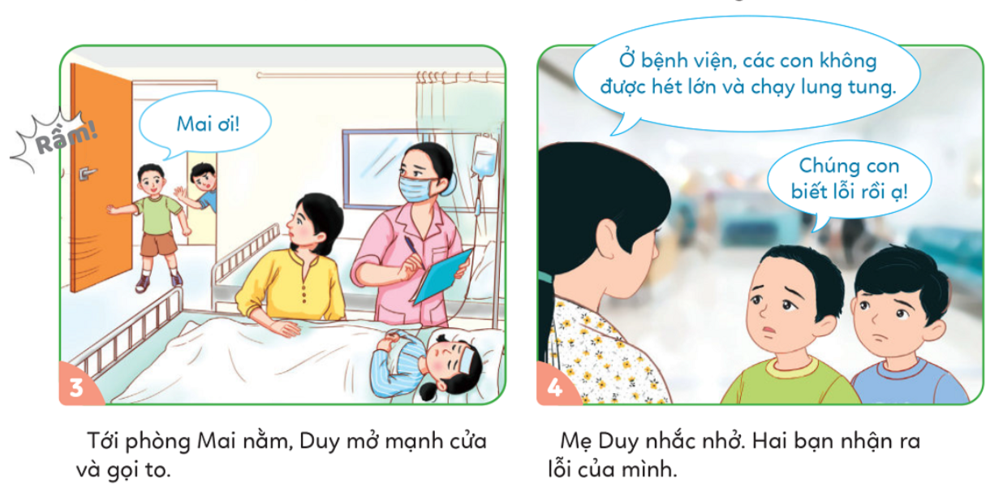 Rầm!
Mai ơi!
3
Tới phòng Mai nằm, Duy mở mạnh cửa
và gọi to.
Ở bệnh viện, các con không
được hét lớn và chạy lung tung.
Chúng con
biết lỗi rồi ạ!
4
Mẹ Duy nhắc nhở. Hai bạn nhận ra
lỗi của mình.